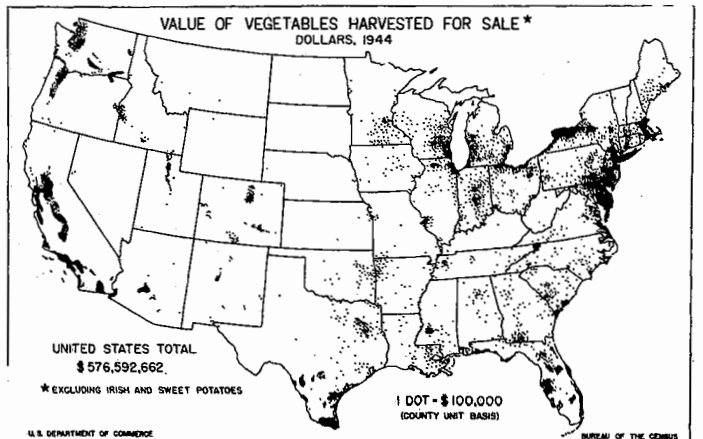 VALUE OF VEGETABLES HARVESTED FOR SALE*
DOLLARS, 1944
UNITED STATES TOTAL
$ 576,592,662
* EXCLUDING IRISH AND SWEET POTATOES
1 DOT = $100,000
(COUNTY UNIT BASIS)
U. S. DEPARTMENT OF COMMERCE
BUREAU OF THE CENSUS